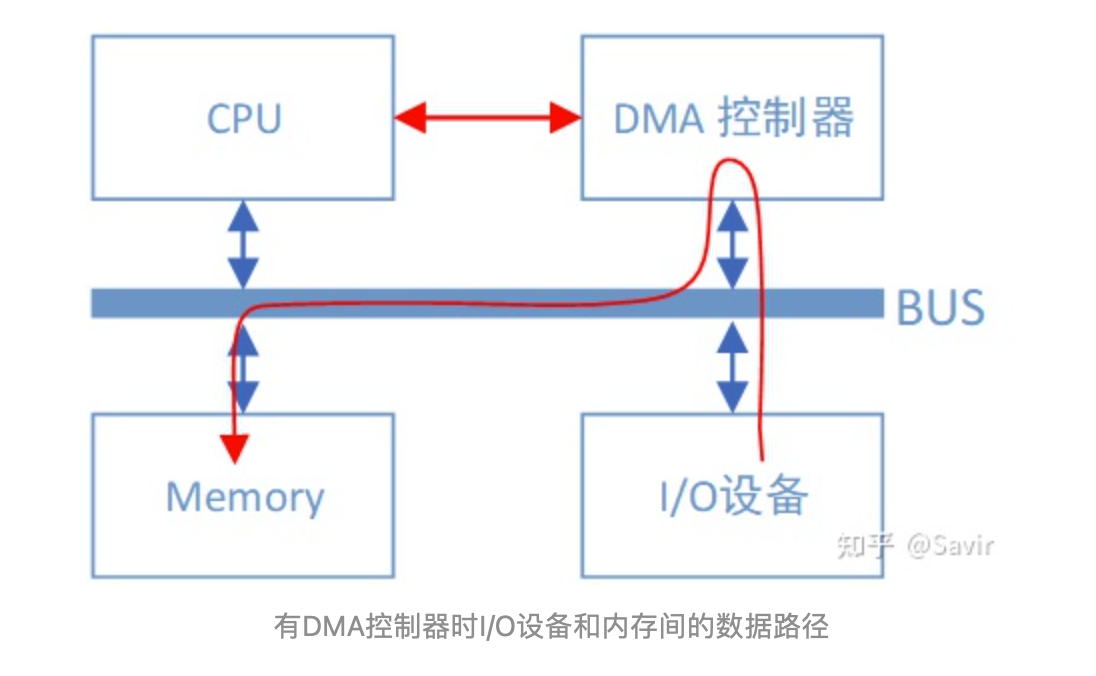 CPU
DMA 控制器
BUS
Memory
I/O设备
知乎 @Savir
有DMA控制器时I/O设备和内存间的数据路径